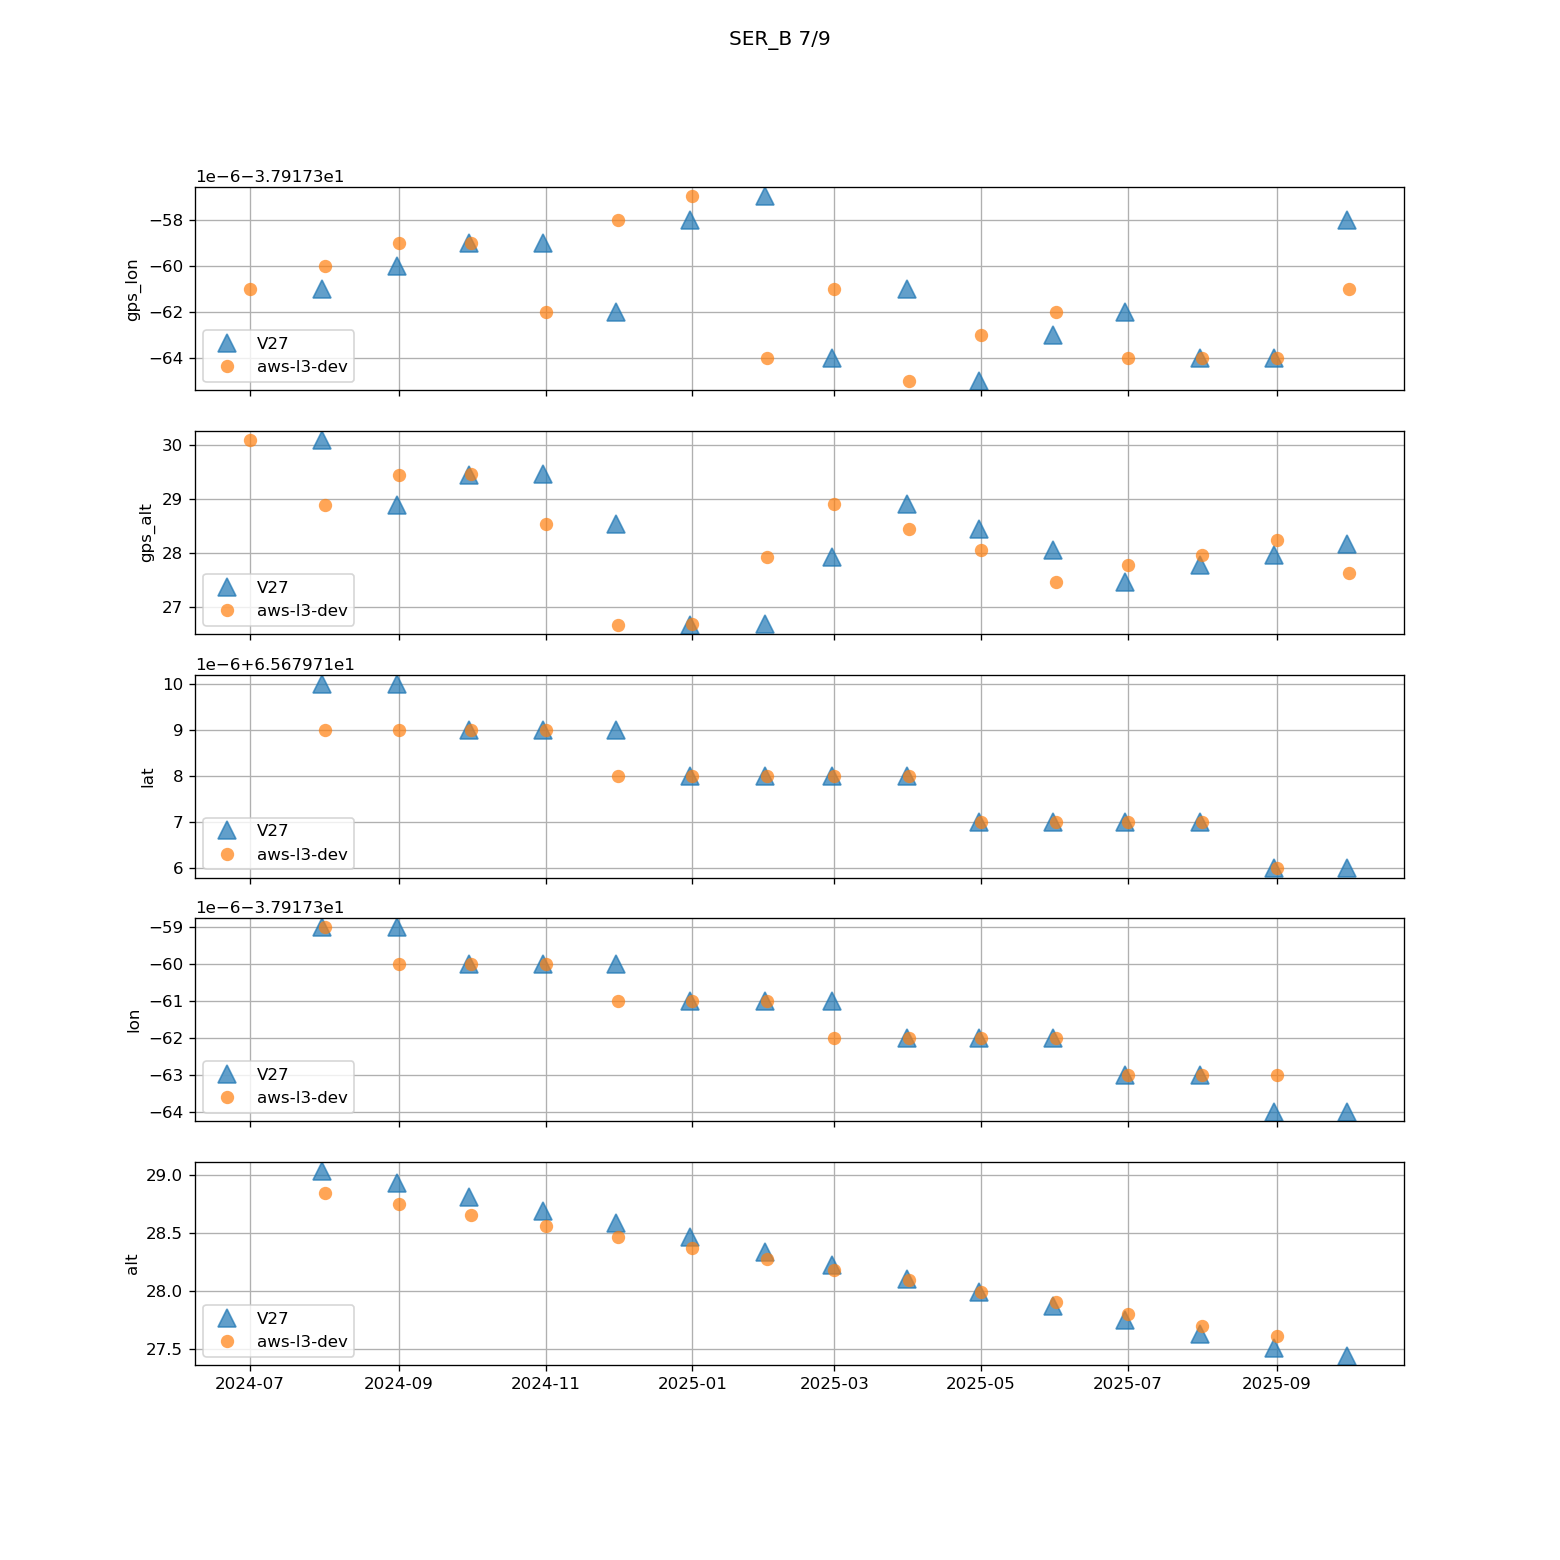 SER_B 7/9
1e−6−3.79173e1
−58
−60
−62
−64
gps_lon
V27
aws-l3-dev
30
29
28
27
gps_alt
V27
aws-l3-dev
1e−6+6.567971e1
10
9
8
7
6
lat
V27
aws-l3-dev
1e−6−3.79173e1
−59
−60
−61
−62
−63
−64
lon
V27
aws-l3-dev
29.0
28.5
28.0
27.5
alt
V27
aws-l3-dev
2024-07 2024-09 2024-11 2025-01 2025-03 2025-05 2025-07 2025-09